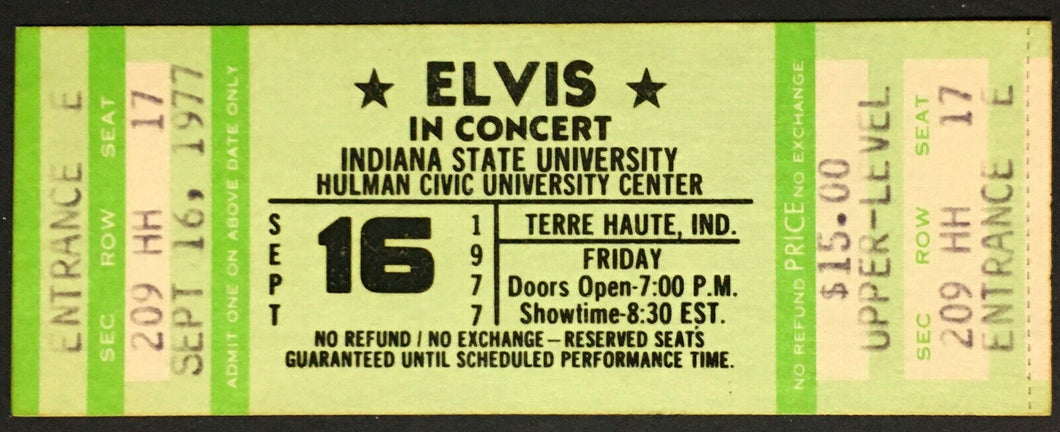 ENTRANCE E
SEC ROW SEAT
209 HH 17
SEPT 16, 1977
ADMIT ONE ON ABOVE DATE ONLY
★ ELVIS ★
IN CONCERT
INDIANA STATE UNIVERSITY
HULMAN CIVIC UNIVERSITY CENTER
SEPT
16
1977
TERRE HAUTE, IND.
FRIDAY
Doors Open-7:00 P.M.
Showtime-8:30 EST.
NO REFUND / NO EXCHANGE — RESERVED SEATS
GUARANTEED UNTIL SCHEDULED PERFORMANCE TIME.
NO REFUND PRICE NO EXCHANGE
$15.00
UPPER-LEVEL
SEC ROW SEAT
209 HH 17
ENTRANCE E